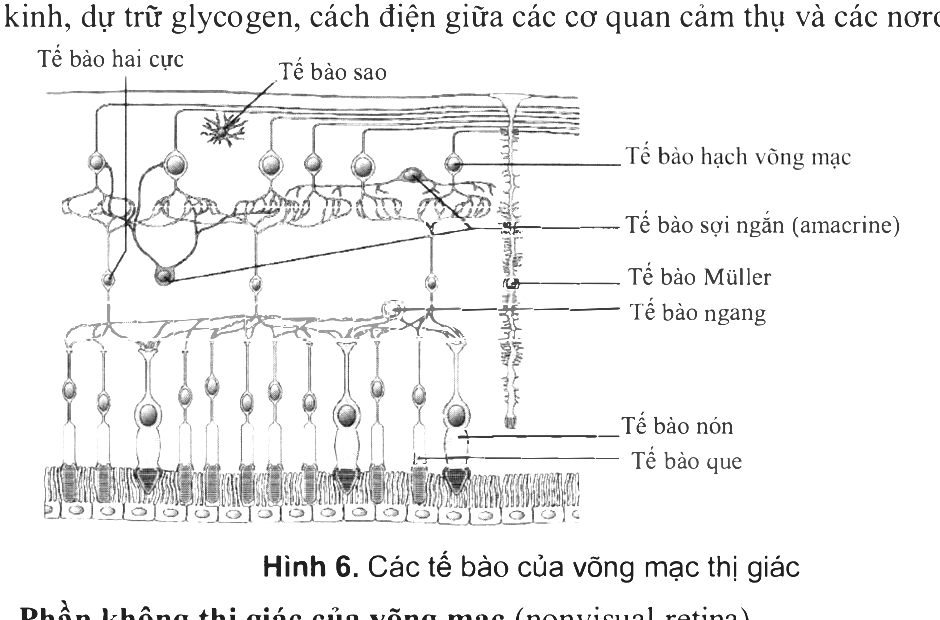 kinh, dự trữ glycogen, cách điện giữa các cơ quan cảm thụ và các nơro
Tế bào hai cực
Tế bào sao
Tế bào hạch võng mạc
Tế bào sợi ngắn (amacrine)
Tế bào Müller
Tế bào ngang
Tế bào nón
Tế bào que
Hình 6. Các tế bào của võng mạc thị giác
Phần không thị giác của võng mạc (nonvisual retina)